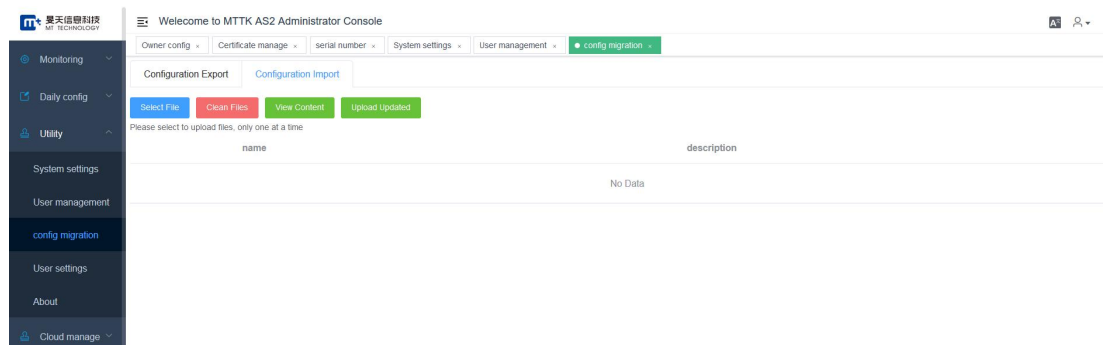 昊天信息科技
MT TECHNOLOGY
Welecome to MTTK AS2 Administrator Console
Owner config ×
Certificate manage ×
serial number ×
System settings ×
User management ×
config migration ×
Monitoring
Daily config
Utility
System settings
User management
config migration
User settings
About
Cloud manage
Configuration Export
Configuration Import
Select File
Clean Files
View Content
Upload Updated
Please select to upload files, only one at a time
name
description
No Data